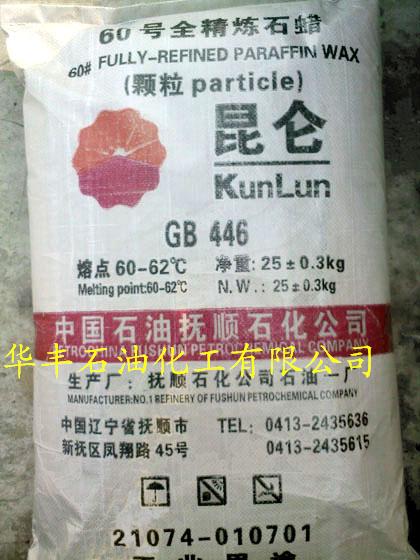 60号全精炼石蜡
60# FULLY-REFINED PARAFFIN WAX
(颗粒 particle)
昆仑
KunLun
GB 446
熔点 60-62℃ 净重: 25±0.3kg
Melting point:60-62℃ N.W.: 25±0.3kg
中国石油抚顺石化公司
PETROCHINA FUSHUN PETROCHEMICAL COMPANY
华丰石油化工有限公司
生产厂: 抚顺石化公司石油一厂
MANUFACTURER:NO.1 REFINERY OF FUSHUN PETROCHEMICAL COMPANY
中国辽宁省抚顺市 TEL: 0413-2435636
新抚区凤翔路45号 0413-2435615
21074-010701